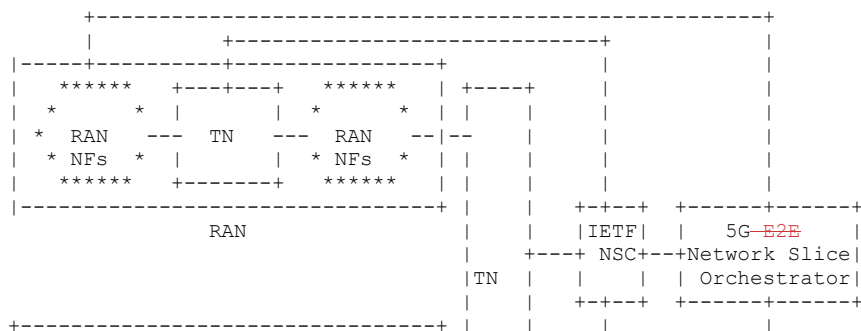 RAN TN RAN
NFs NFs
RAN IETF 5G E2E
NSC Network Slice
TN Orchestrator